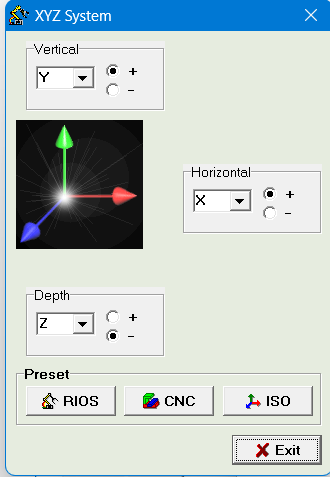 XYZ System
Vertical
Y
+
-
Horizontal
X
+
-
Depth
Z
+
-
Preset
RIOS
CNC
ISO
Exit